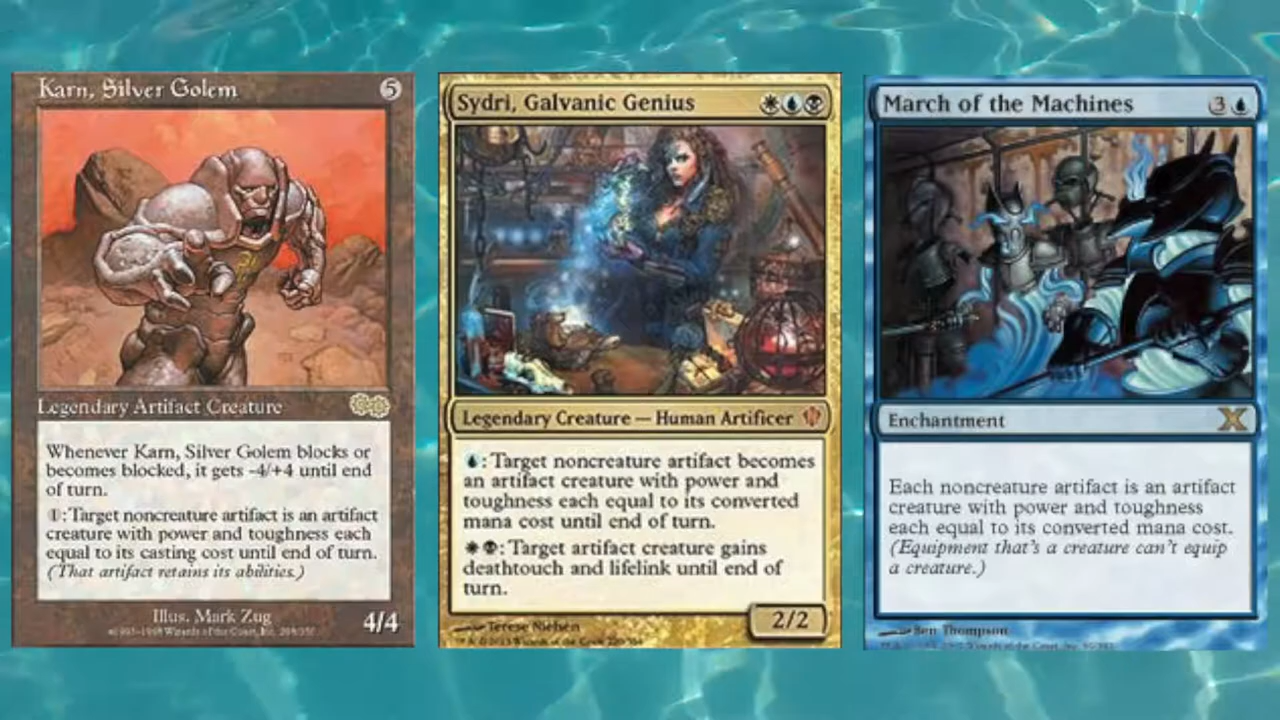 Karn, Silver Golem 5
Legendary Artifact Creature
Whenever Karn, Silver Golem blocks or
becomes blocked, it gets -4/+4 until end
of turn.
1: Target noncreature artifact is an artifact
creature with power and toughness each
equal to its casting cost until end of turn.
(That artifact retains its abilities.)
Illus. Mark Zug
4/4
Sydri, Galvanic Genius
Legendary Creature — Human Artificer
: Target noncreature artifact becomes
an artifact creature with power and
toughness each equal to its converted
mana cost until end of turn.
: Target artifact creature gains
deathtouch and lifelink until end of
turn.
2/2
Terese Nielsen
March of the Machines 3
Enchantment
Each noncreature artifact is an artifact
creature with power and toughness
each equal to its converted mana cost.
(Equipment that's a creature can't equip
a creature.)
Ben Thompson